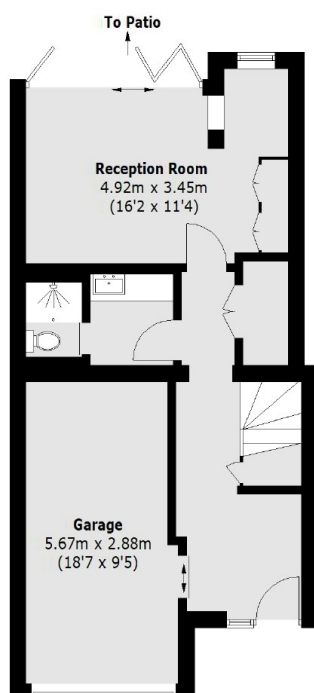 To Patio
Reception Room
4.92m x 3.45m
(16'2 x 11'4)
Garage
5.67m x 2.88m
(18'7 x 9'5)